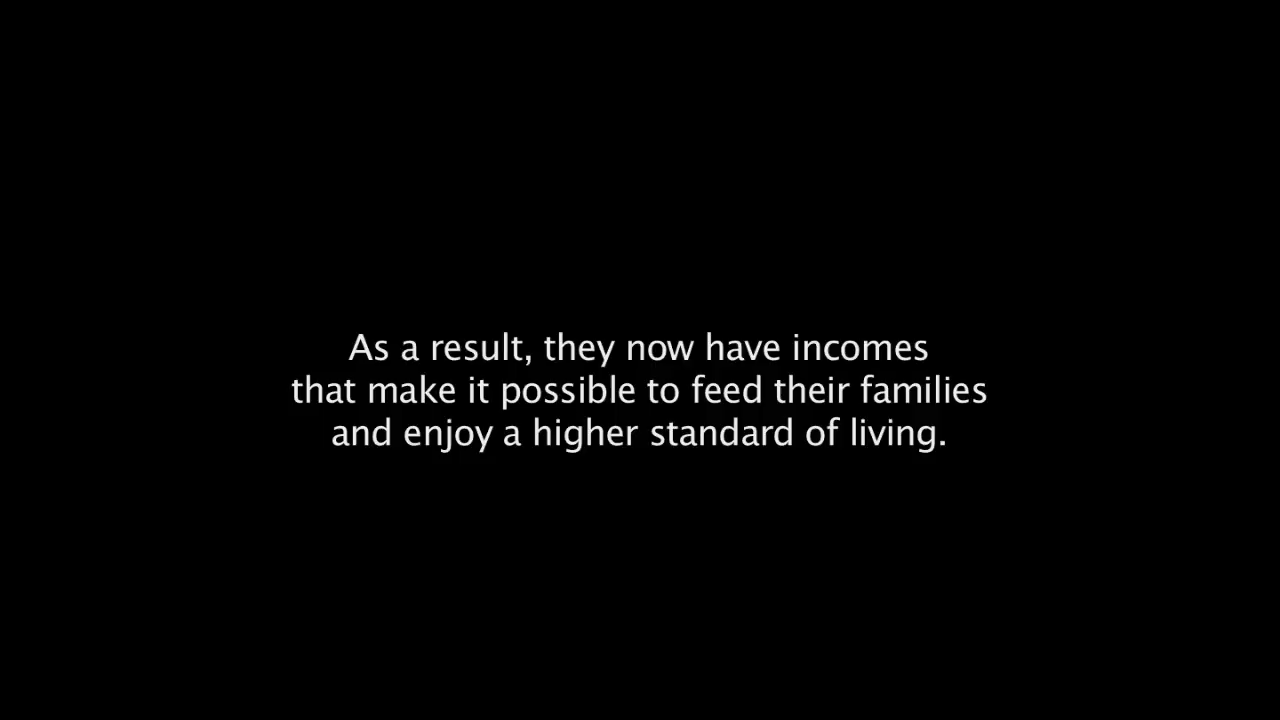 As a result, they now have incomes
that make it possible to feed their families
and enjoy a higher standard of living.